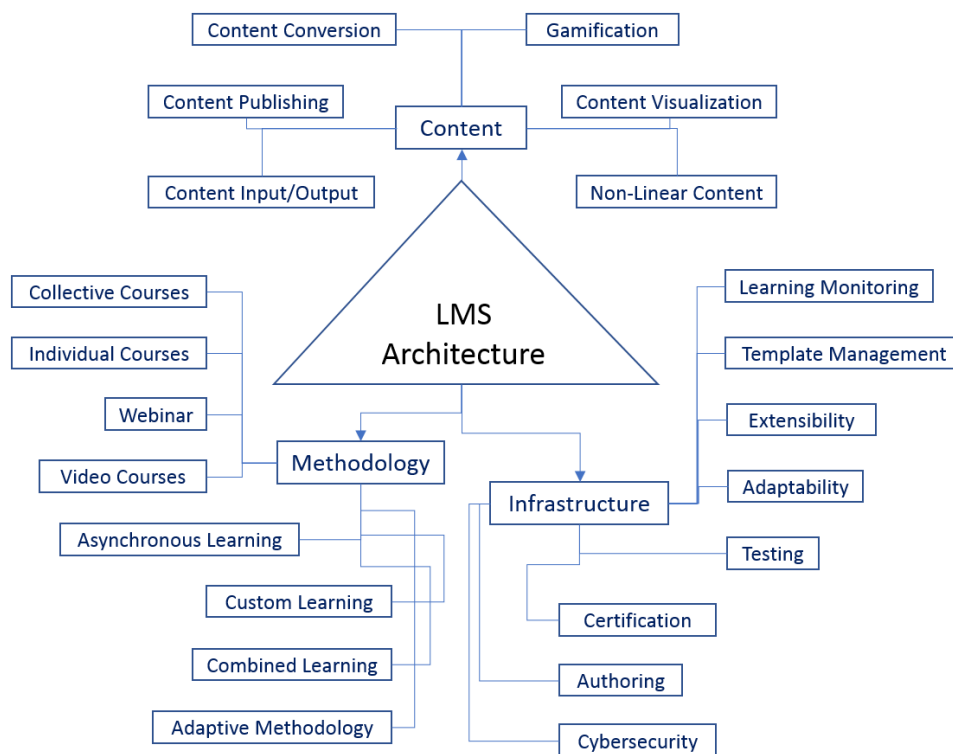 Content Conversion
Gamification
Content Publishing
Content Visualization
Content
Content Input/Output
Non-Linear Content
LMS
Architecture
Collective Courses
Individual Courses
Webinar
Video Courses
Methodology
Asynchronous Learning
Custom Learning
Combined Learning
Adaptive Methodology
Learning Monitoring
Template Management
Extensibility
Adaptability
Infrastructure
Testing
Certification
Authoring
Cybersecurity